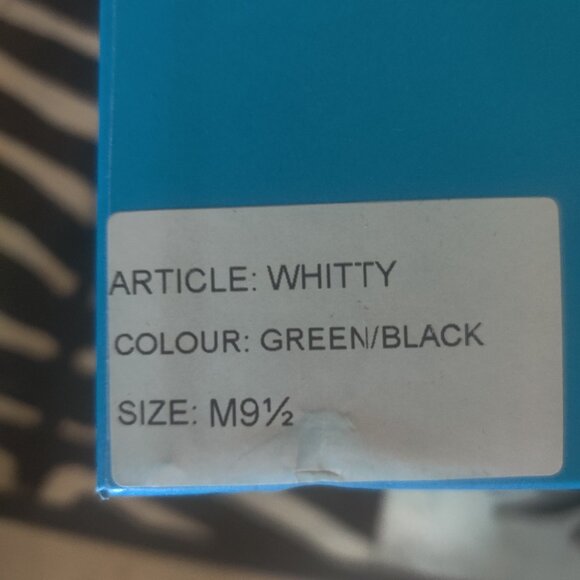 ARTICLE: WHITTY
COLOUR: GREEN/BLACK
SIZE: M9½